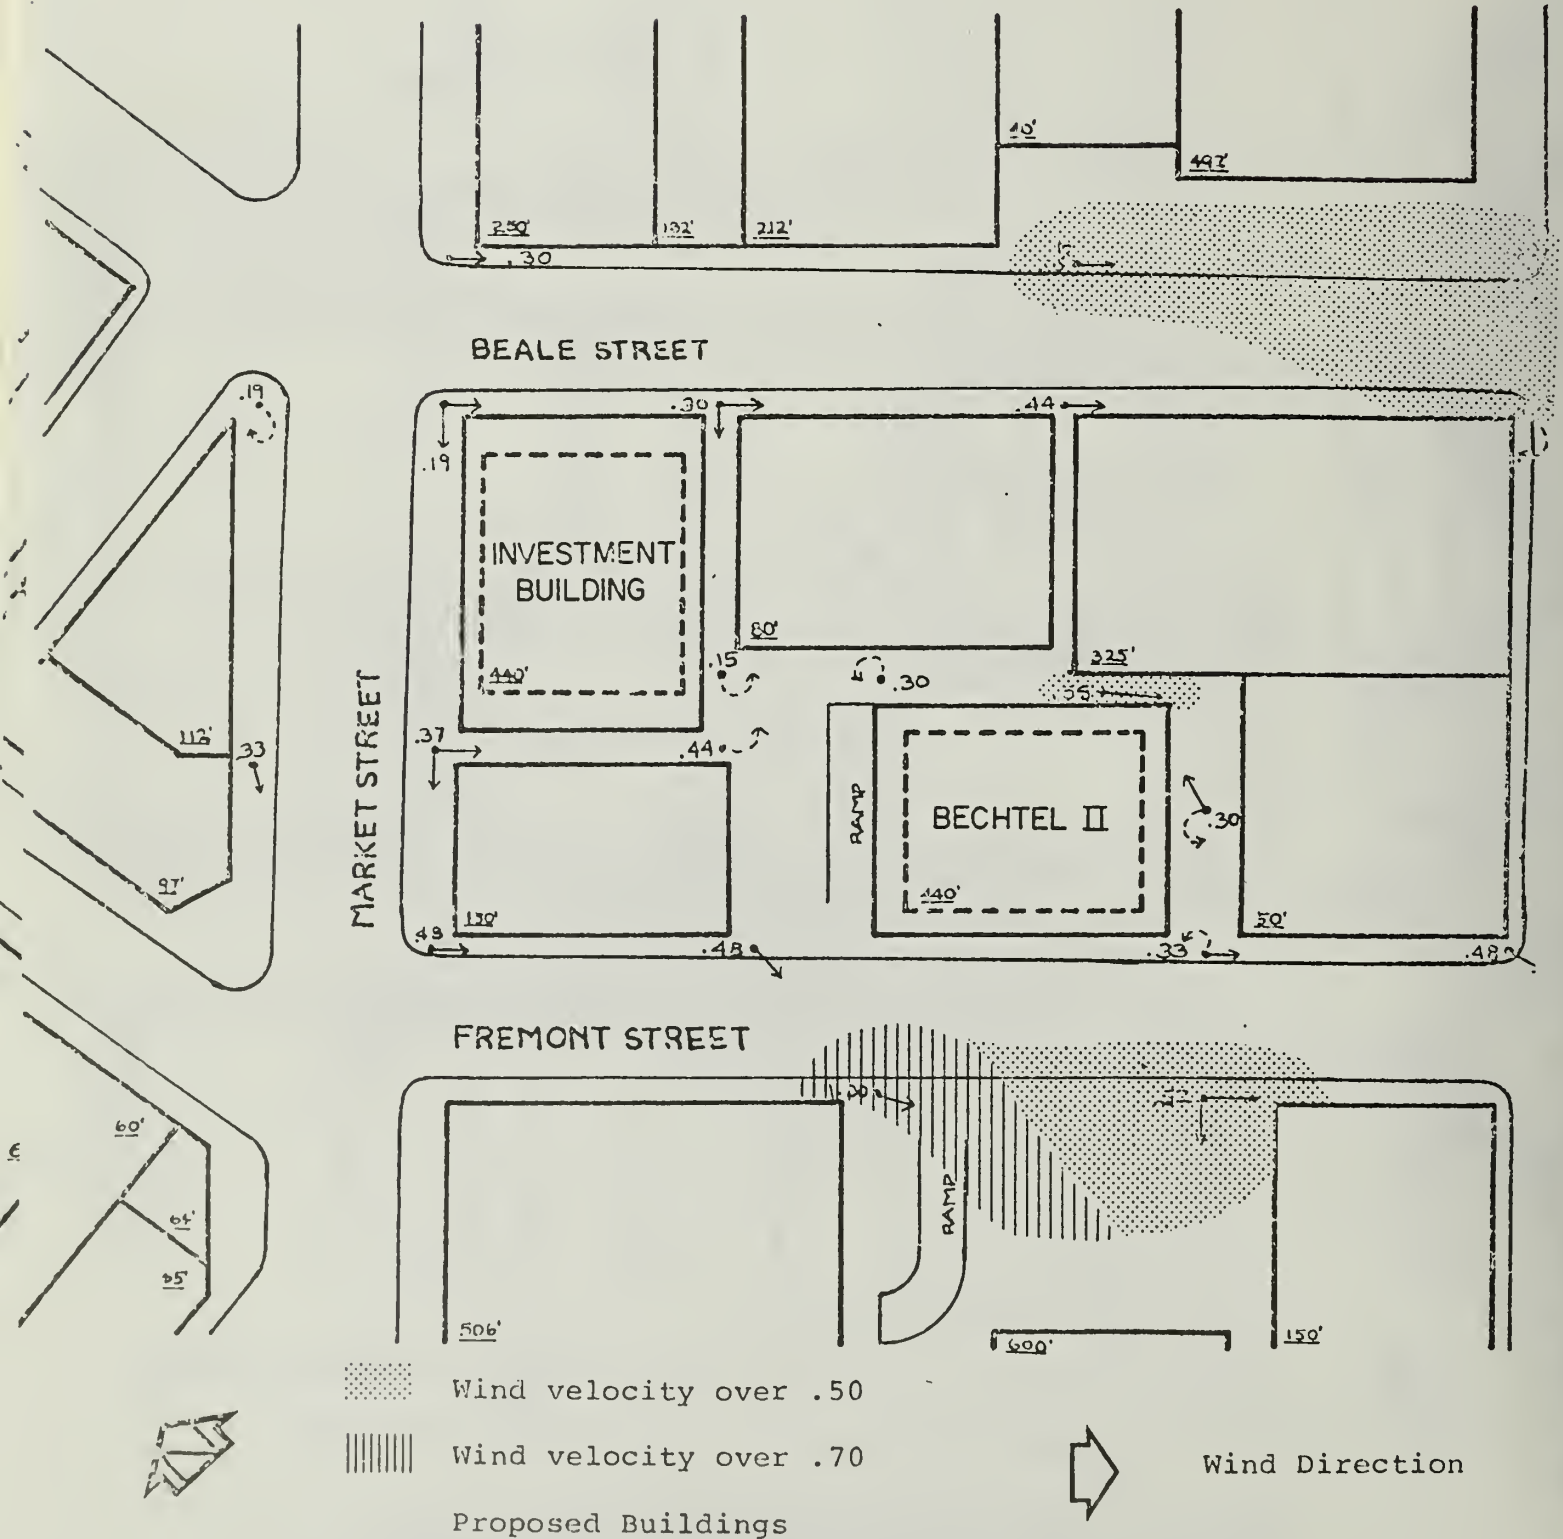 40'
492'
250'
132'
212'
.30
BEALE STREET
.19
.30
.44
.19
INVESTMENT
BUILDING
80'
.15
325'
440'
.30
.55
MARKET STREET
.37
.44
112'
.33
RAMP
BECHTEL II
.30
97'
440'
130'
50'
.48
.33
.48
FREMONT STREET
60'
RAMP
64'
506'
600'
150'
Wind velocity over .50
Wind velocity over .70
Wind Direction
Proposed Buildings